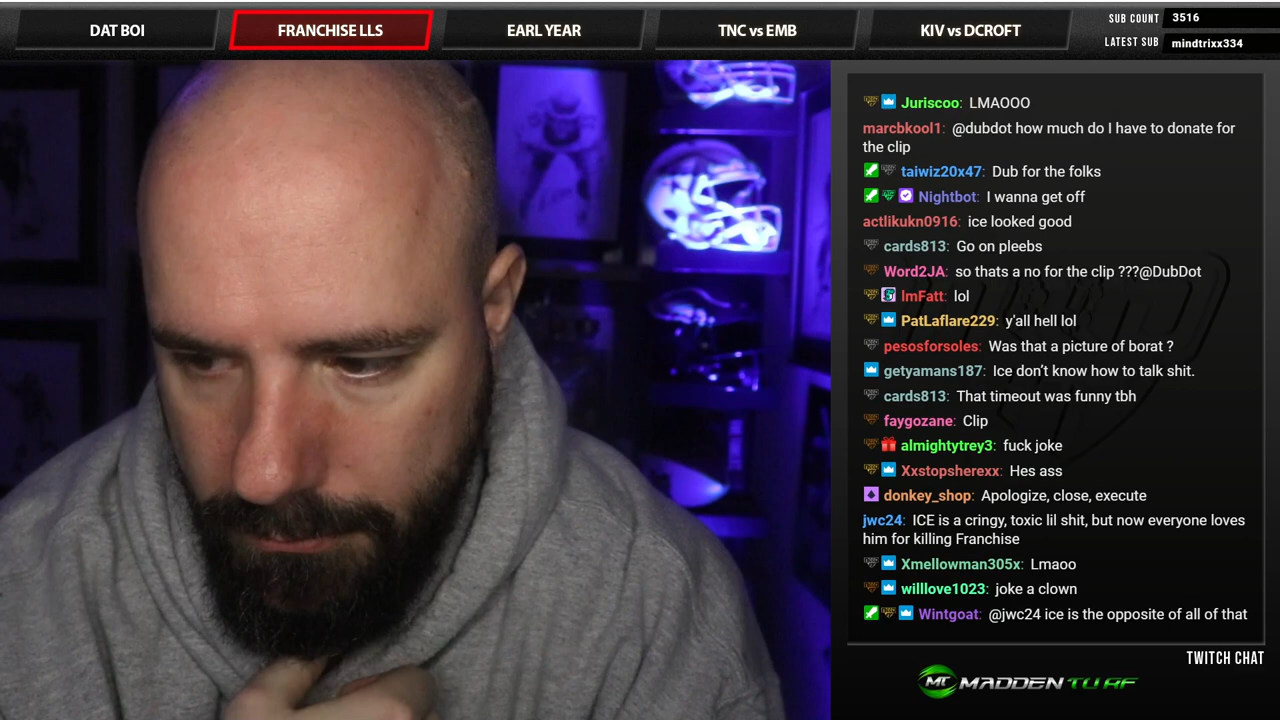 DAT BOI
FRANCHISE LLS
EARL YEAR
TNC vs EMB
KIV vs DCROFT
SUB COUNT 3516
LATEST SUB mindtrixx334
Juriscoo: LMAOOO
marcbkool1: @dubdot how much do I have to donate for
the clip
taiwiz20x47: Dub for the folks
Nightbot: I wanna get off
actlikukn0916: ice looked good
cards813: Go on pleebs
Word2JA: so thats a no for the clip ???@DubDot
ImFatt: lol
PatLaflare229: y'all hell lol
pesosforsoles: Was that a picture of borat ?
getyamans187: Ice don’t know how to talk shit.
cards813: That timeout was funny tbh
faygozane: Clip
almightytrey3: fuck joke
Xxstopsherexx: Hes ass
donkey_shop: Apologize, close, execute
jwc24: ICE is a cringy, toxic lil shit, but now everyone loves
him for killing Franchise
Xmellowman305x: Lmaoo
willlove1023: joke a clown
Wintgoat: @jwc24 ice is the opposite of all of that
TWITCH CHAT
MT MADDEN TURF